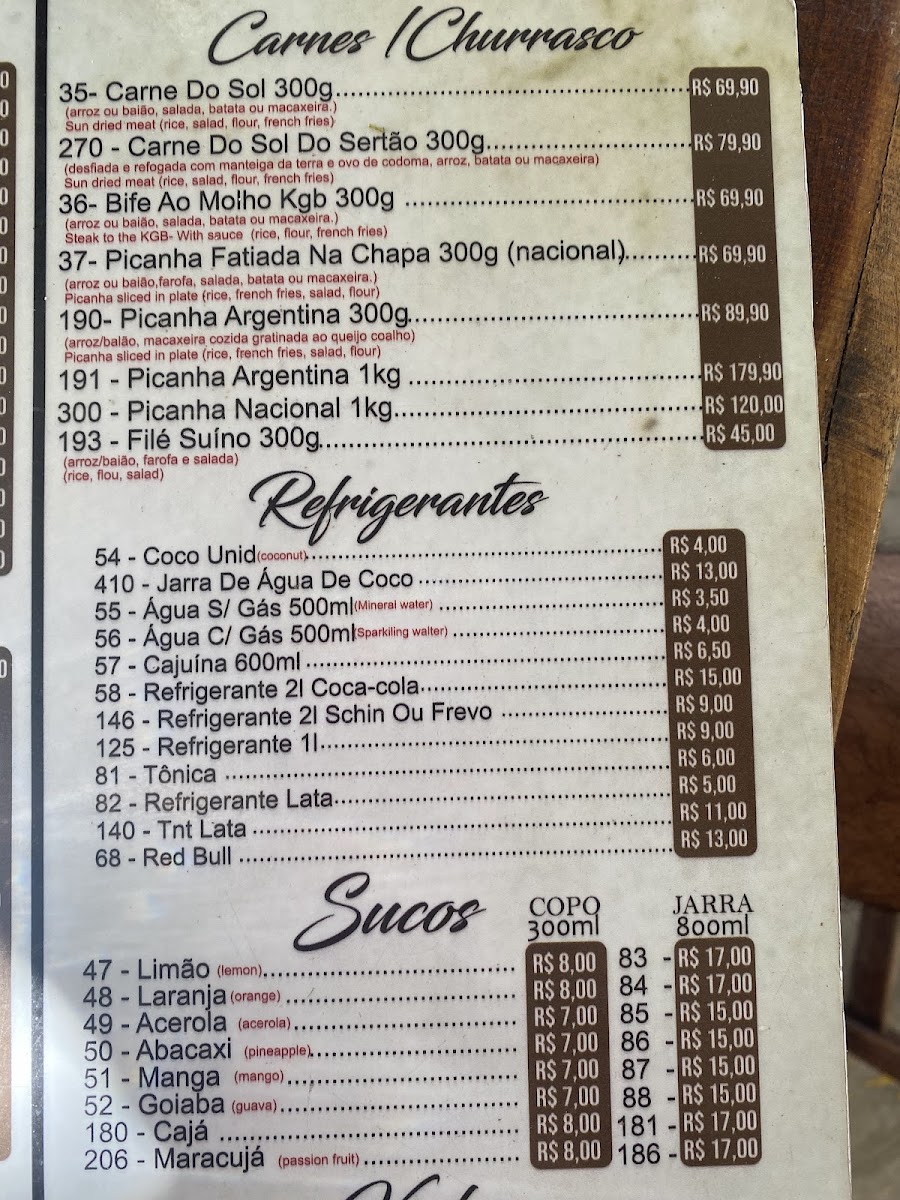 Carnes / Churrasco
35- Carne Do Sol 300g R$ 69,90
(arroz ou baião, salada, batata ou macaxeira.)
Sun dried meat (rice, salad, flour, french fries)
270 - Carne Do Sol Do Sertão 300g R$ 79,90
(desfiada e refogada com manteiga da terra e ovo de codoma, arroz, batata ou macaxeira)
Sun dried meat (rice, salad, flour, french fries)
36- Bife Ao Molho Kgb 300g R$ 69,90
(arroz ou baião, salada, batata ou macaxeira.)
Steak to the KGB- With sauce (rice, flour, french fries)
37- Picanha Fatiada Na Chapa 300g (nacional) R$ 69,90
(arroz ou baião,farofa, salada, batata ou macaxeira.)
Picanha sliced in plate (rice, french fries, salad, flour)
190- Picanha Argentina 300g R$ 89,90
(arroz/balão, macaxeira cozida gratinada ao queijo coalho)
Picanha sliced in plate (rice, french fries, salad, flour)
191 - Picanha Argentina 1kg R$ 179,90
300 - Picanha Nacional 1kg R$ 120,00
193 - Filé Suíno 300g R$ 45,00
(arroz/baião, farofa e salada)
(rice, flou, salad)
Refrigerantes
54 - Coco Unid (coconut) R$ 4,00
410 - Jarra De Água De Coco R$ 13,00
55 - Água S/ Gás 500ml (Mineral water) R$ 3,50
56 - Água C/ Gás 500ml (Sparkiling walter) R$ 4,00
57 - Cajuína 600ml R$ 6,50
58 - Refrigerante 2l Coca-cola R$ 15,00
146 - Refrigerante 2l Schin Ou Frevo R$ 9,00
125 - Refrigerante 1l R$ 9,00
81 - Tônica R$ 6,00
82 - Refrigerante Lata R$ 5,00
140 - Tnt Lata R$ 11,00
68 - Red Bull R$ 13,00
Sucos COPO 300ml JARRA 800ml
47 - Limão (lemon) R$ 8,00 83 - R$ 17,00
48 - Laranja (orange) R$ 8,00 84 - R$ 17,00
49 - Acerola (acerola) R$ 7,00 85 - R$ 15,00
50 - Abacaxi (pineapple) R$ 7,00 86 - R$ 15,00
51 - Manga (mango) R$ 7,00 87 - R$ 15,00
52 - Goiaba (guava) R$ 7,00 88 - R$ 15,00
180 - Cajá R$ 8,00 181 - R$ 17,00
206 - Maracujá (passion fruit) R$ 8,00 186 - R$ 17,00